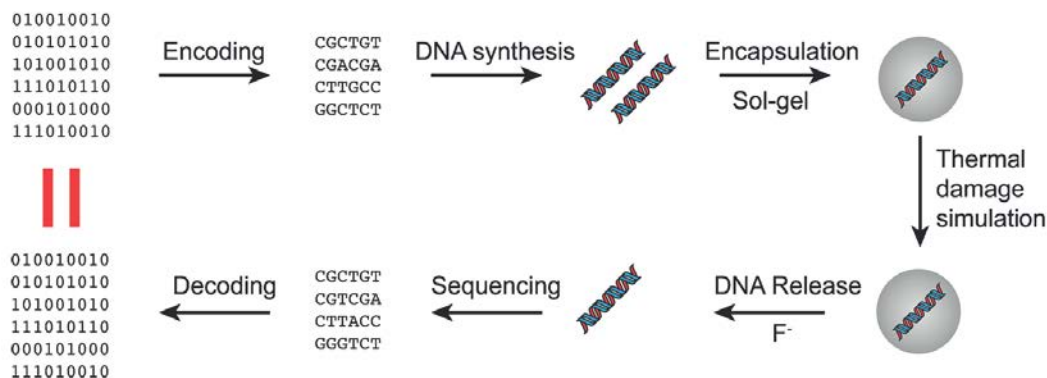 010010010
010101010
101001010
111010110
000101000
111010010
Encoding
CGCTGT
CGACGA
CTTGCC
GGCTCT
DNA synthesis
Encapsulation
Sol-gel
Thermal
damage
simulation
010010010
010101010
101001010
111010110
000101000
111010010
Decoding
CGCTGT
CGTCGA
CTTACC
GGGTCT
Sequencing
DNA Release
F-